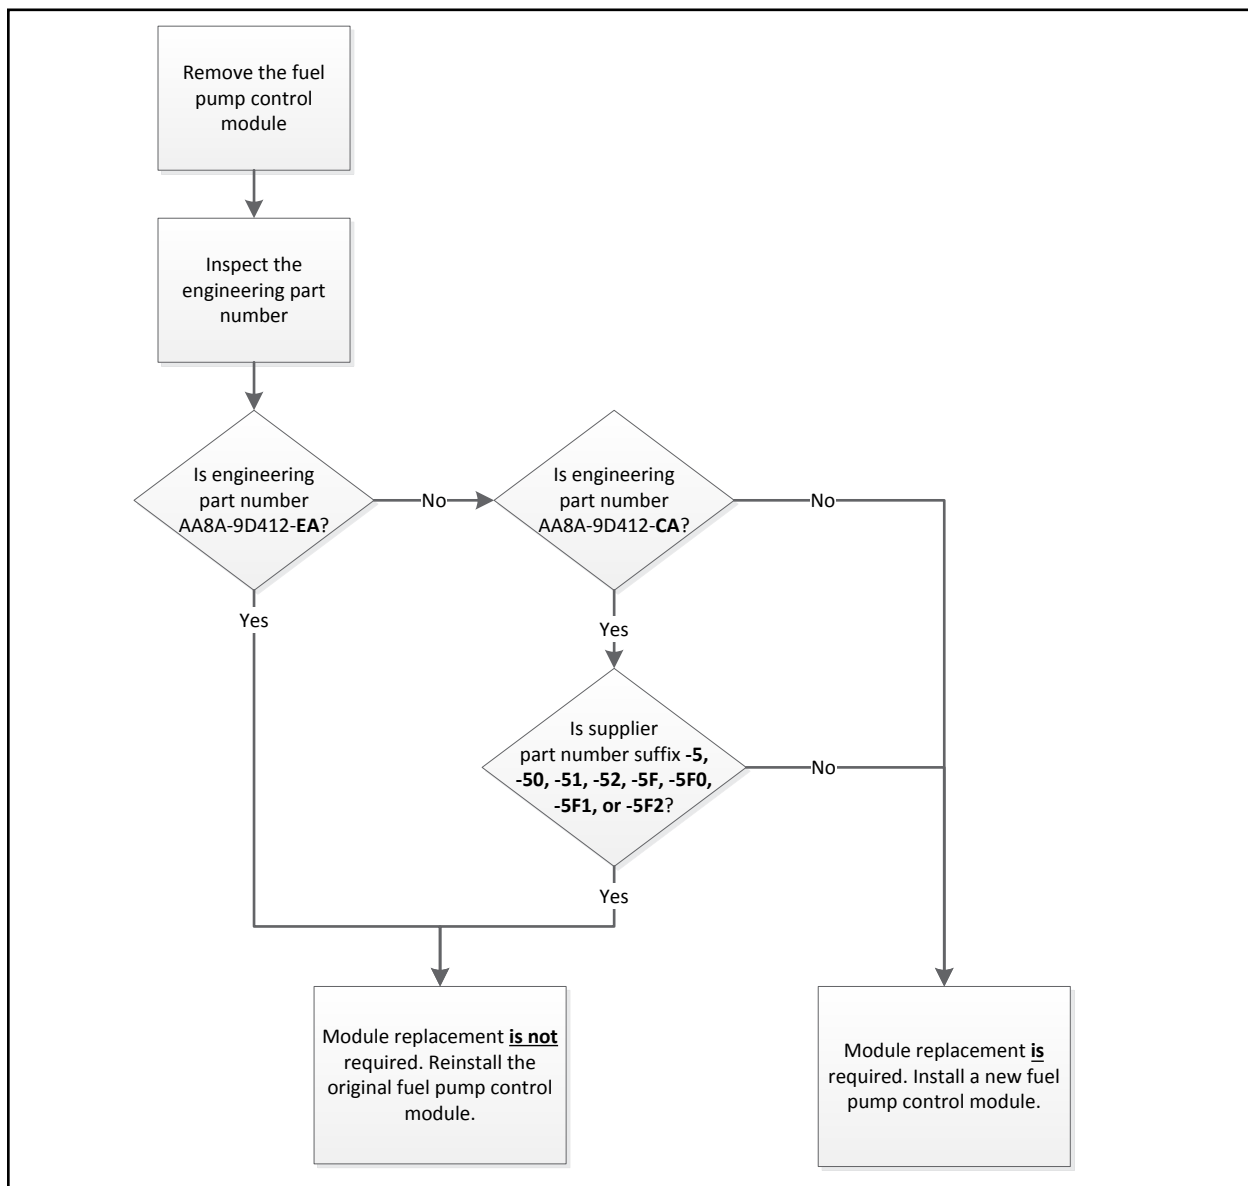 Remove the fuel
pump control
module
Inspect the
engineering part
number
Is engineering
part number
AA8A-9D412-EA?
No
Is engineering
part number
AA8A-9D412-CA?
No
Yes
Yes
Is supplier
part number suffix -5,
-50, -51, -52, -5F, -5F0,
-5F1, or -5F2?
No
Yes
Module replacement is not
required. Reinstall the
original fuel pump control
module.
Module replacement is
required. Install a new fuel
pump control module.